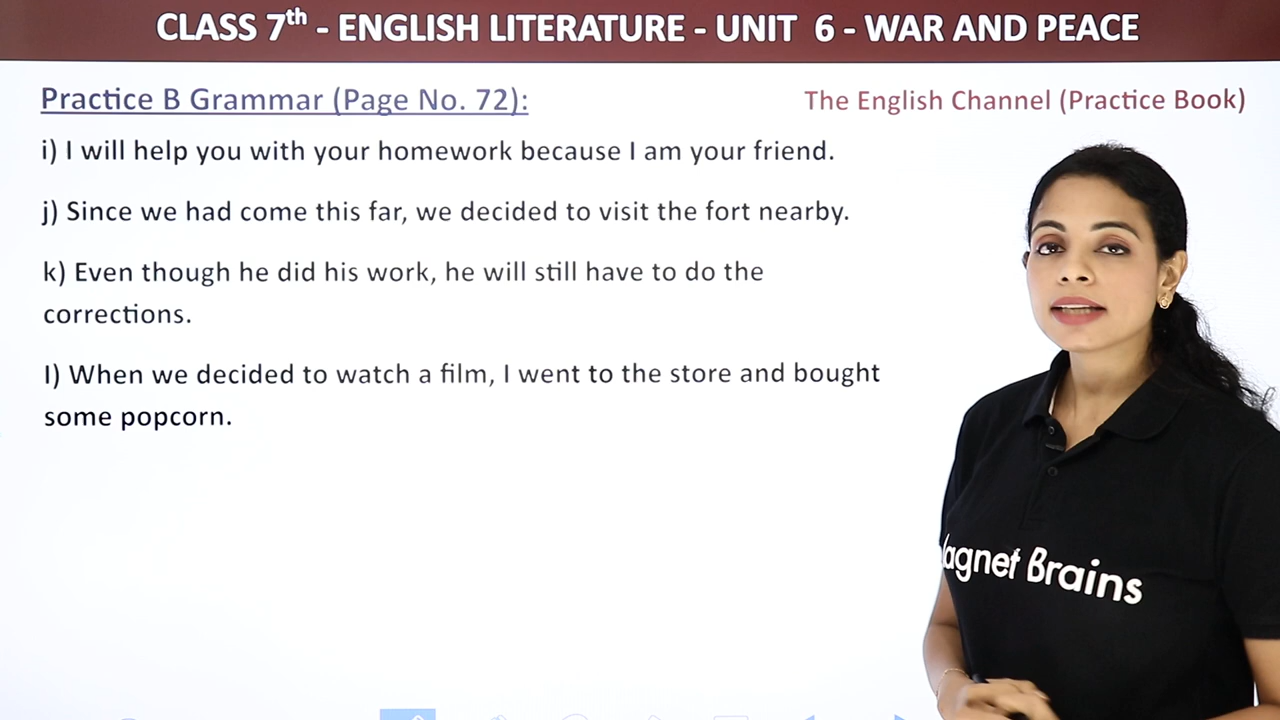 CLASS 7th - ENGLISH LITERATURE - UNIT 6 - WAR AND PEACE
Practice B Grammar (Page No. 72):
The English Channel (Practice Book)
i) I will help you with your homework because I am your friend.
j) Since we had come this far, we decided to visit the fort nearby.
k) Even though he did his work, he will still have to do the
corrections.
l) When we decided to watch a film, I went to the store and bought
some popcorn.
agnet Brains